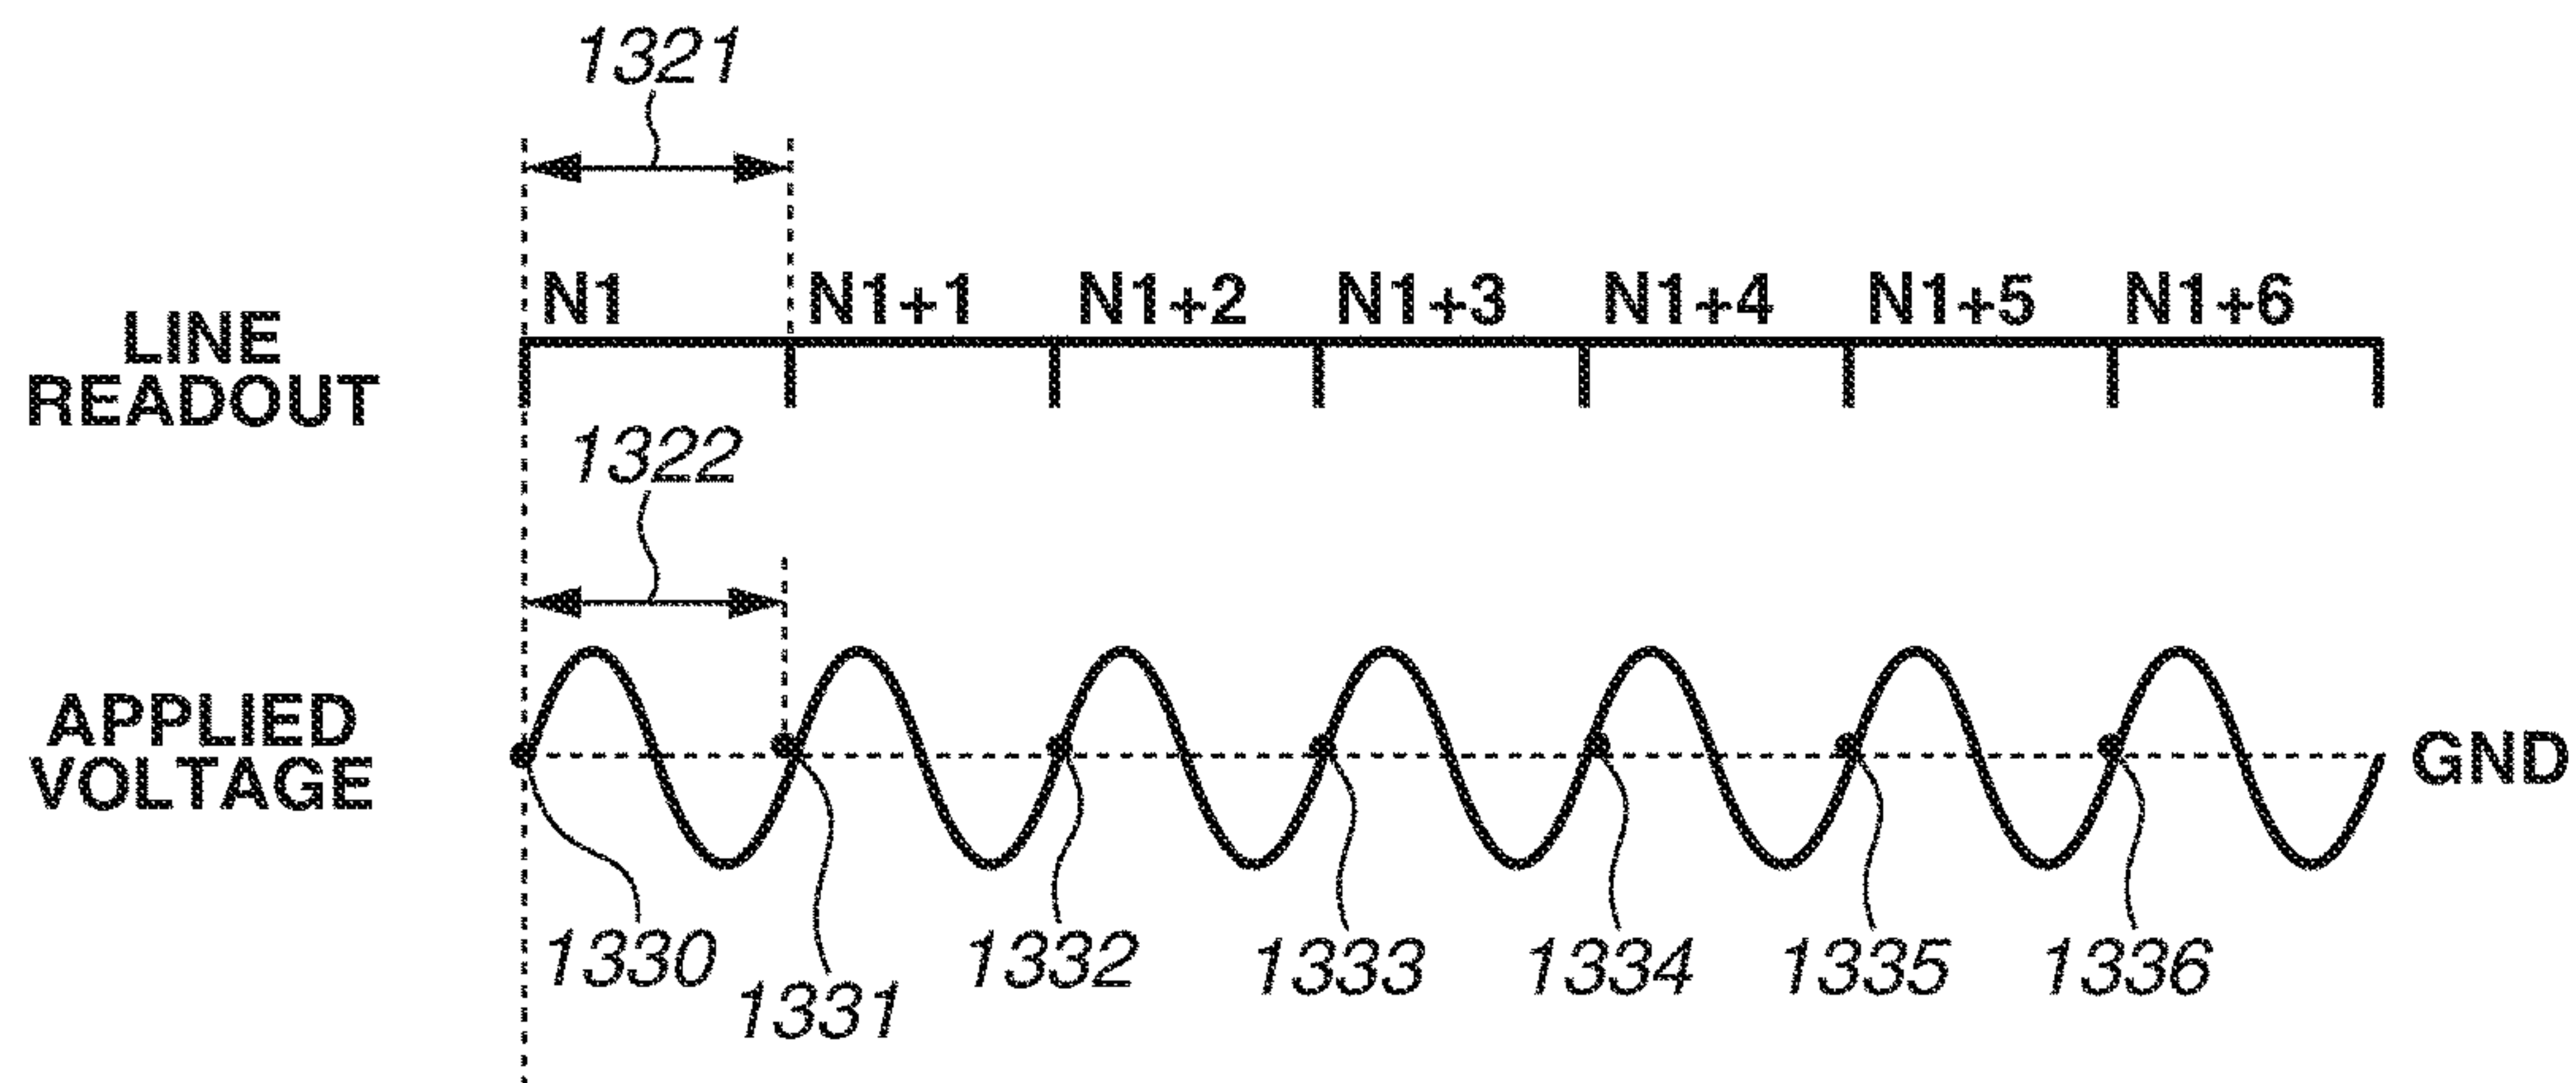 1321
N1 N1+1 N1+2 N1+3 N1+4 N1+5 N1+6
LINE
READOUT
1322
APPLIED
VOLTAGE
GND
1330 1331 1332 1333 1334 1335 1336